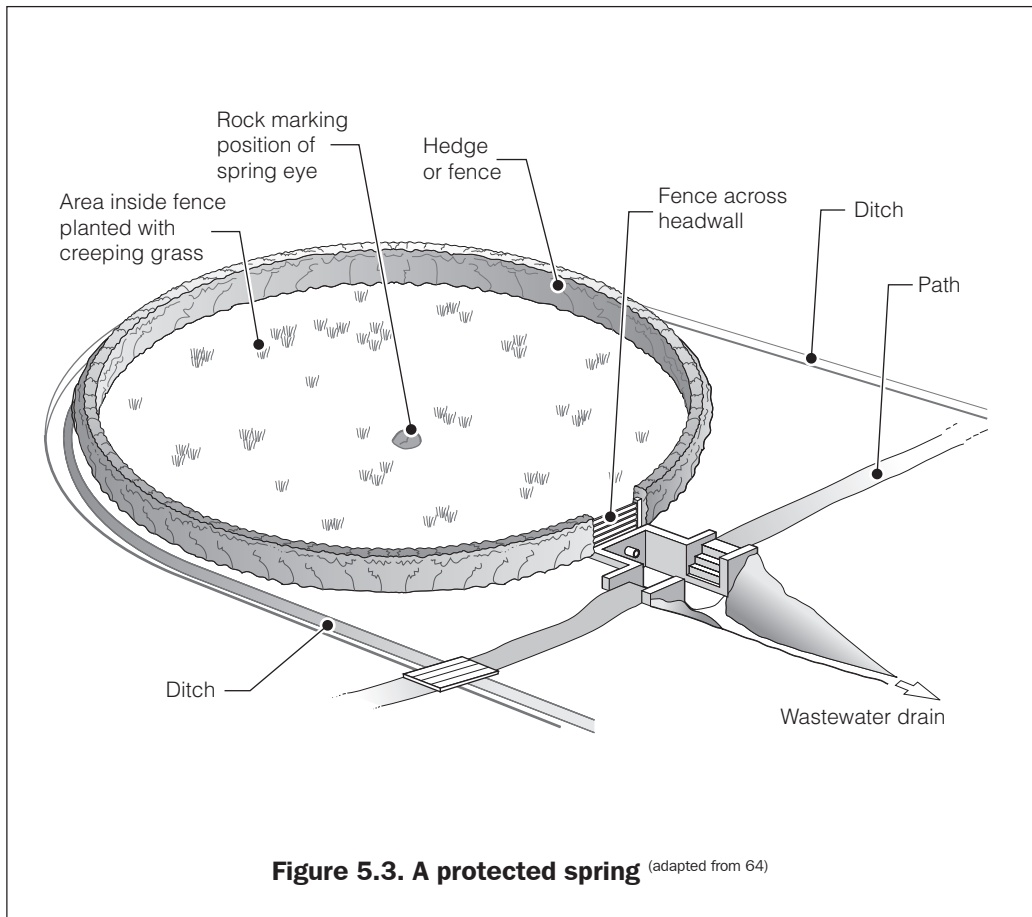 Rock marking
position of
spring eye
Hedge
or fence
Area inside fence
planted with
creeping grass
Fence across
headwall
Ditch
Path
Ditch
Wastewater drain
Figure 5.3. A protected spring (adapted from 64)